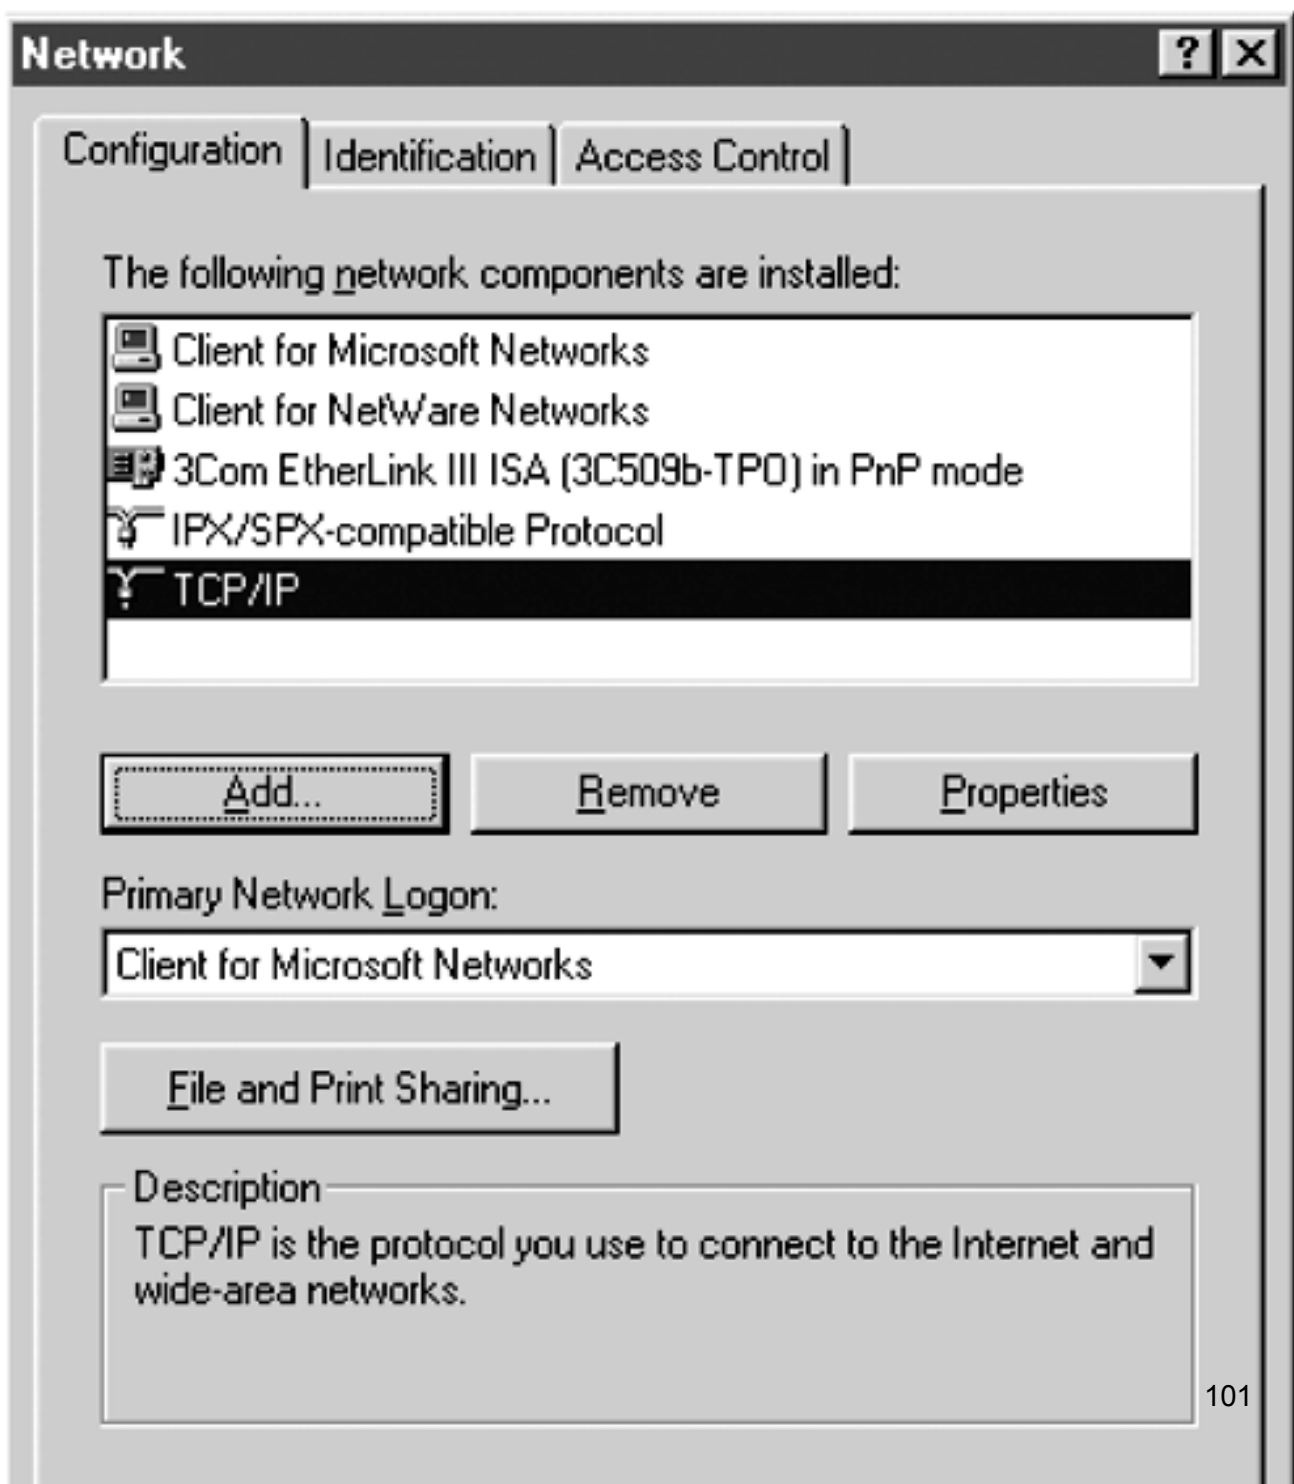 Network
Configuration Identification Access Control
The following network components are installed:
Client for Microsoft Networks
Client for NetWare Networks
3Com EtherLink III ISA (3C509b-TPO) in PnP mode
IPX/SPX-compatible Protocol
TCP/IP
Add... Remove Properties
Primary Network Logon:
Client for Microsoft Networks
File and Print Sharing...
Description
TCP/IP is the protocol you use to connect to the Internet and
wide-area networks.
101